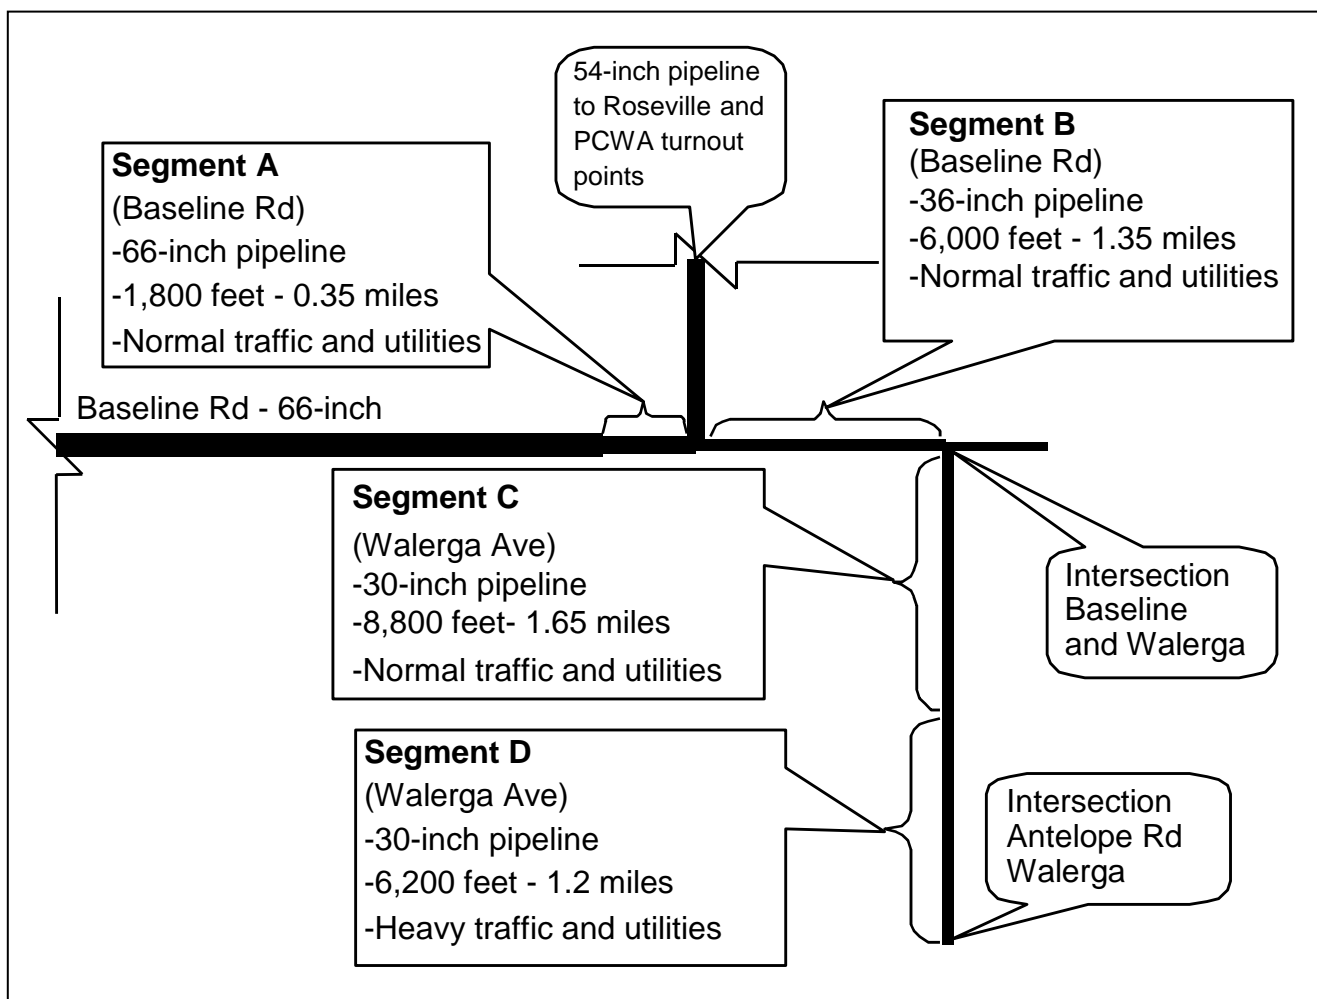 54-inch pipeline
to Roseville and
PCWA turnout
points
Segment A
(Baseline Rd)
-66-inch pipeline
-1,800 feet - 0.35 miles
-Normal traffic and utilities
Segment B
(Baseline Rd)
-36-inch pipeline
-6,000 feet - 1.35 miles
-Normal traffic and utilities
Baseline Rd - 66-inch
Segment C
(Walerga Ave)
-30-inch pipeline
-8,800 feet- 1.65 miles
-Normal traffic and utilities
Intersection
Baseline
and Walerga
Segment D
(Walerga Ave)
-30-inch pipeline
-6,200 feet - 1.2 miles
-Heavy traffic and utilities
Intersection
Antelope Rd
Walerga